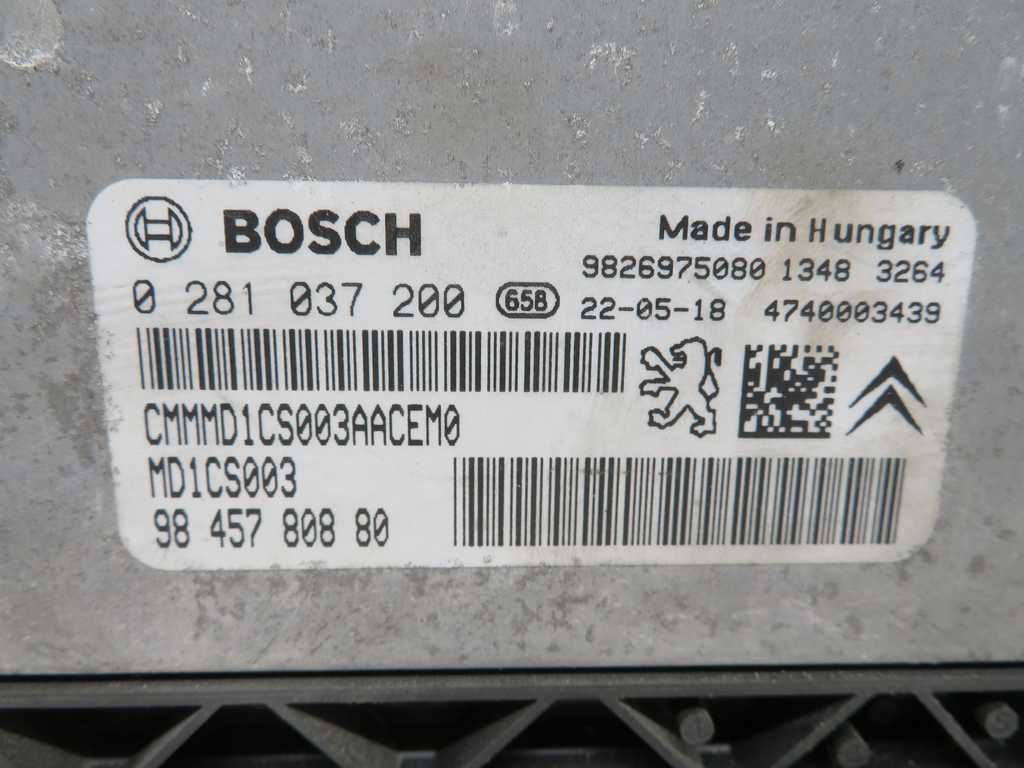 BOSCH
Made in Hungary
9826975080 1348 3264
0 281 037 200 658 22-05-18 4740003439
CMMMD1CS003AACEM0
MD1CS003
98 457 808 80